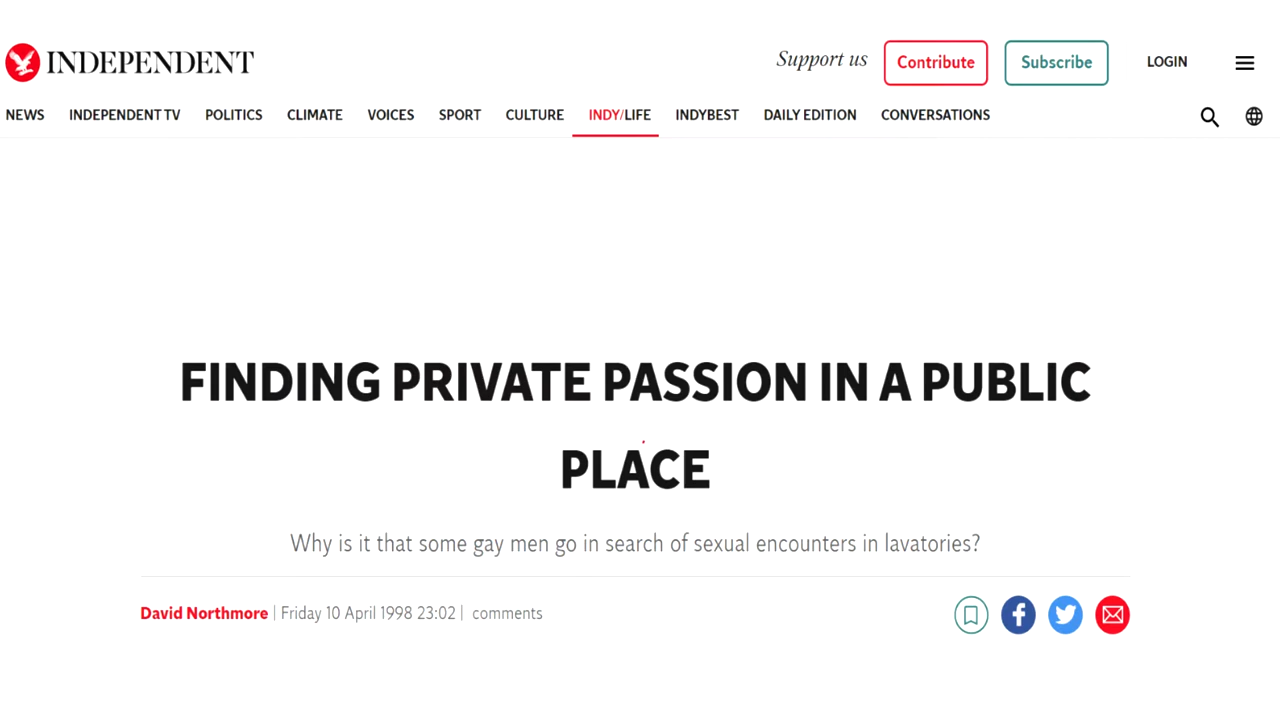 INDEPENDENT
Support us Contribute Subscribe LOGIN
NEWS INDEPENDENT TV POLITICS CLIMATE VOICES SPORT CULTURE INDY/LIFE INDYBEST DAILY EDITION CONVERSATIONS
FINDING PRIVATE PASSION IN A PUBLIC
PLACE
Why is it that some gay men go in search of sexual encounters in lavatories?
David Northmore | Friday 10 April 1998 23:02 | comments